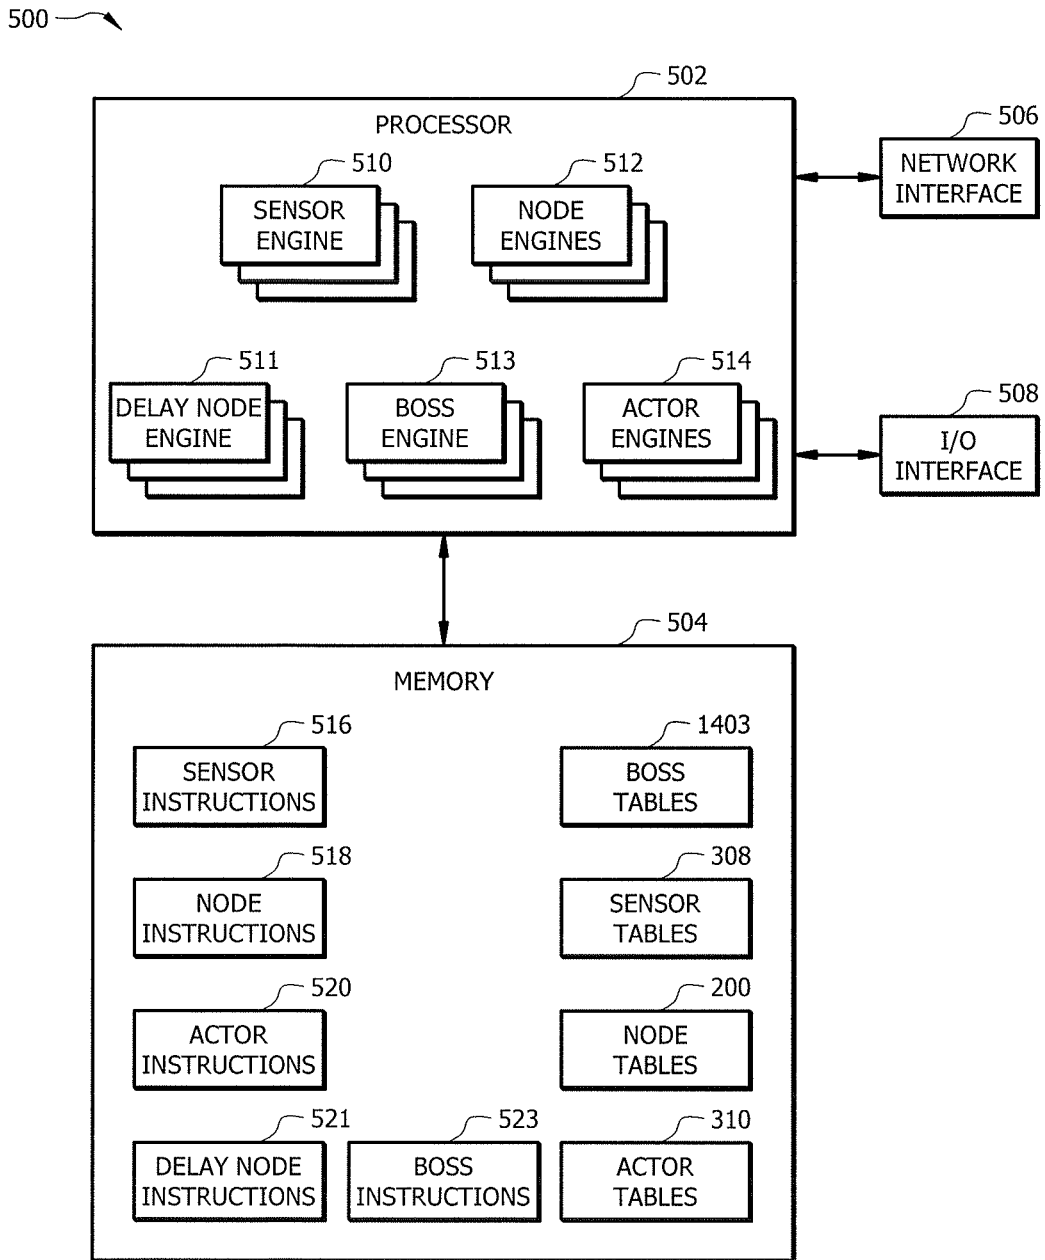 500
502
PROCESSOR
506
NETWORK
INTERFACE
510
SENSOR
ENGINE
512
NODE
ENGINES
511
DELAY NODE
ENGINE
513
BOSS
ENGINE
514
ACTOR
ENGINES
508
I/O
INTERFACE
504
MEMORY
516
SENSOR
INSTRUCTIONS
1403
BOSS
TABLES
518
NODE
INSTRUCTIONS
308
SENSOR
TABLES
520
ACTOR
INSTRUCTIONS
200
NODE
TABLES
521
DELAY NODE
INSTRUCTIONS
523
BOSS
INSTRUCTIONS
310
ACTOR
TABLES